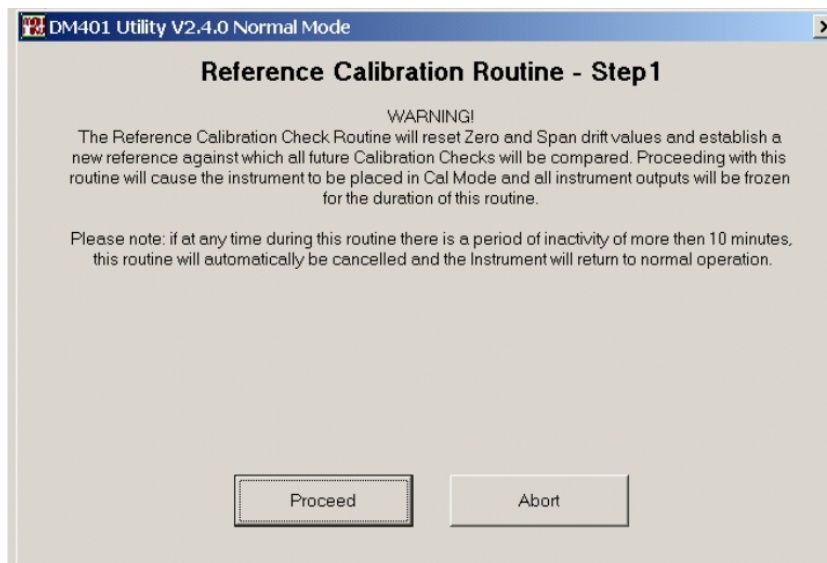 DM401 Utility V2.4.0 Normal Mode
Reference Calibration Routine - Step1
WARNING!
The Reference Calibration Check Routine will reset Zero and Span drift values and establish a
new reference against which all future Calibration Checks will be compared. Proceeding with this
routine will cause the instrument to be placed in Cal Mode and all instrument outputs will be frozen
for the duration of this routine.
Please note: if at any time during this routine there is a period of inactivity of more then 10 minutes,
this routine will automatically be cancelled and the Instrument will return to normal operation.
Proceed
Abort